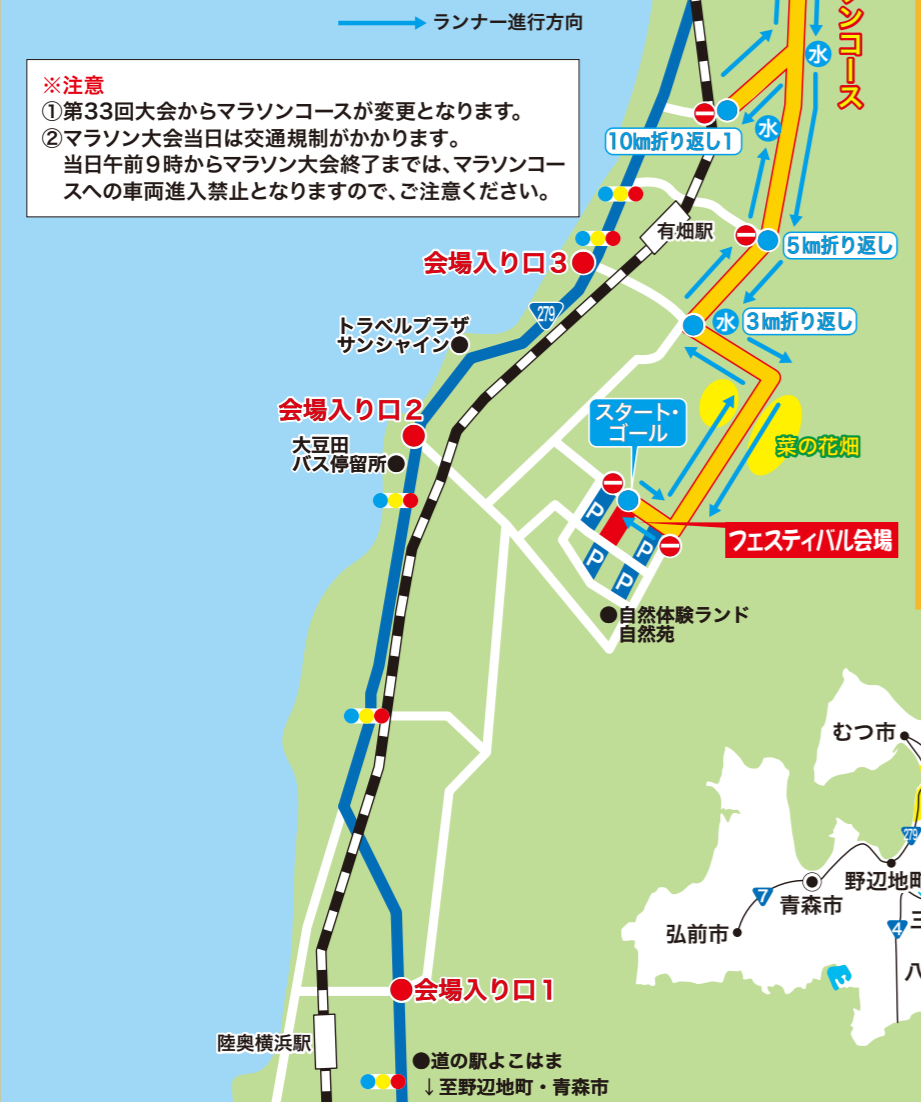 ランナー進行方向
ンコース
※注意
①第33回大会からマラソンコースが変更となります。
②マラソン大会当日は交通規制がかかります。
当日午前9時からマラソン大会終了までは、マラソンコー
スへの車両進入禁止となりますので、ご注意ください。
水
水
10km折り返し1
有畑駅
5km折り返し
会場入り口3
279
水
3km折り返し
トラベルプラザ
サンシャイン
会場入り口2
大豆田
バス停留所
スタート・
ゴール
菜の花畑
P
P
P
P
フェスティバル会場
自然体験ランド
自然苑
むつ市
279
野辺地町
7
青森市
弘前市
4
三
八
会場入り口1
陸奥横浜駅
道の駅よこはま
↓至野辺地町・青森市